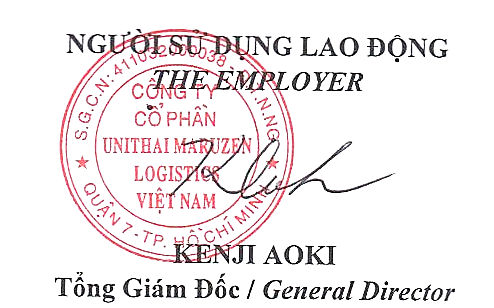 NGƯỜI SỬ DỤNG LAO ĐỘNG
THE EMPLOYER
CÔNG TY
CỔ PHẦN
UNITHAI MARUZEN
LOGISTICS
VIỆT NAM
QUẬN 7 - TP. HỒ CHÍ MINH
KENJI AOKI
Tổng Giám Đốc / General Director